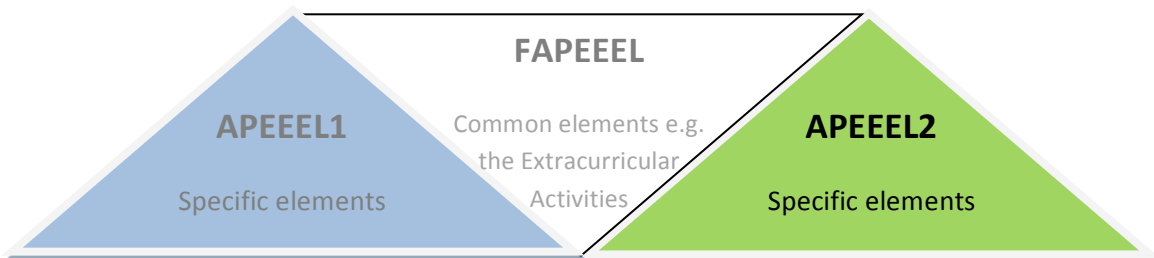 FAPEEEL
Common elements e.g.
the Extracurricular
Activities
APEEEL1
Specific elements
APEEEL2
Specific elements